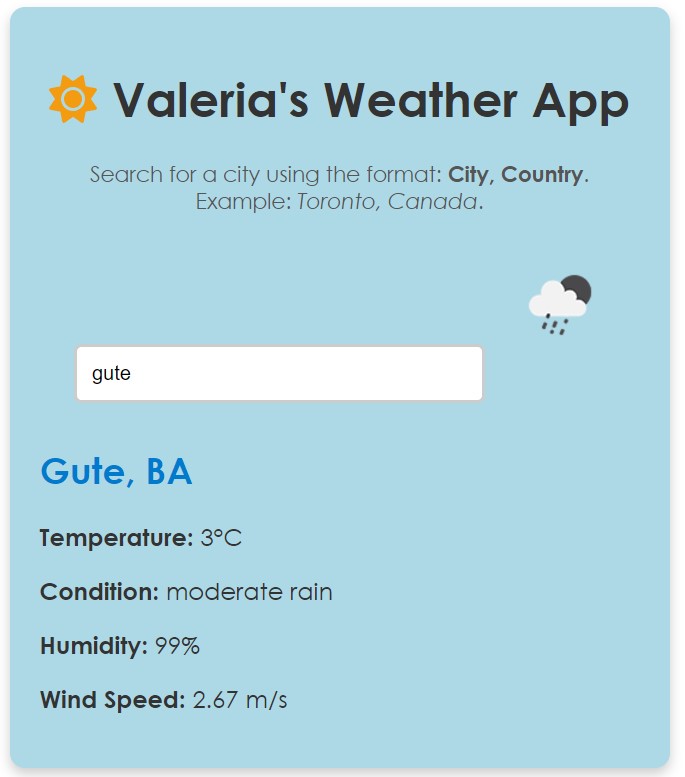 Valeria's Weather App
Search for a city using the format: City, Country.
Example: Toronto, Canada.
gute
Gute, BA
Temperature: 3°C
Condition: moderate rain
Humidity: 99%
Wind Speed: 2.67 m/s